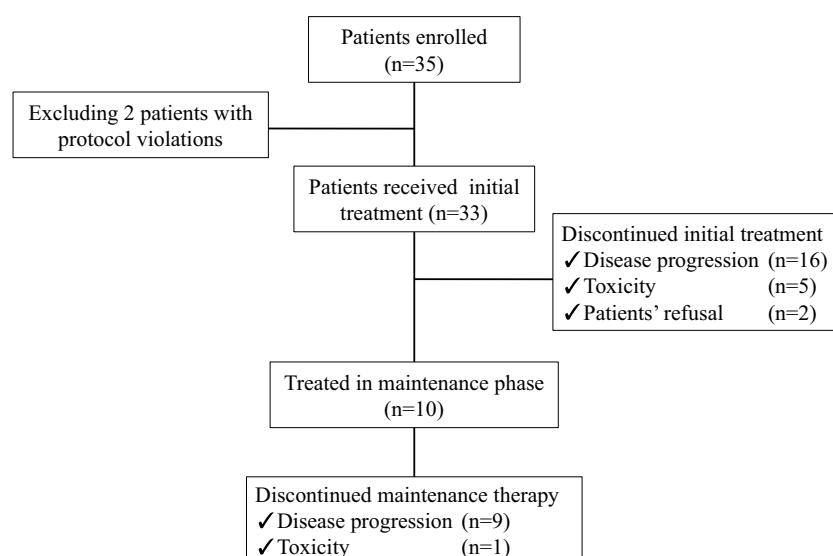 Patients enrolled
(n=35)
Excluding 2 patients with
protocol violations
Patients received initial
treatment (n=33)
Discontinued initial treatment
✓Disease progression (n=16)
✓Toxicity (n=5)
✓Patients’ refusal (n=2)
Treated in maintenance phase
(n=10)
Discontinued maintenance therapy
✓Disease progression (n=9)
✓Toxicity (n=1)